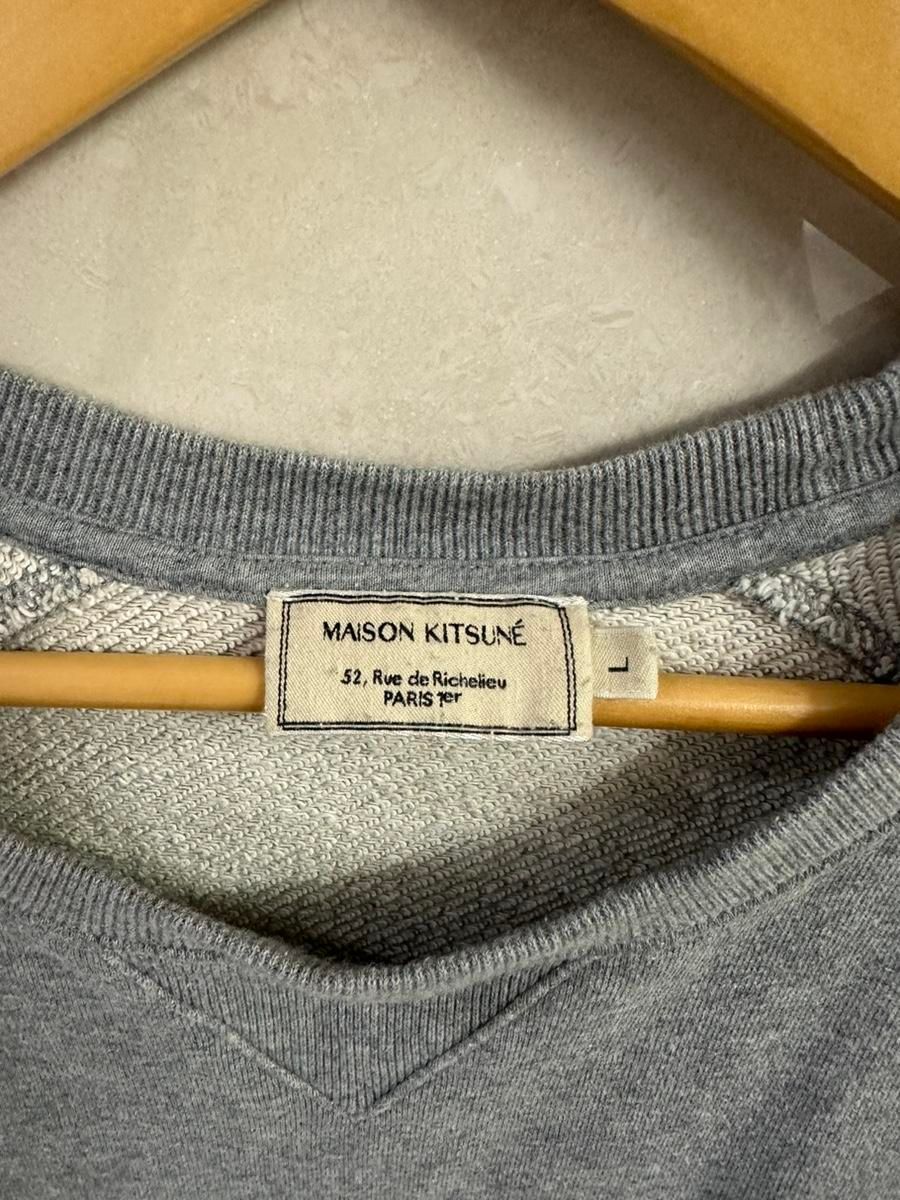 MAISON KITSUNÉ
52, Rue de Richelieu
PARIS 1er
L